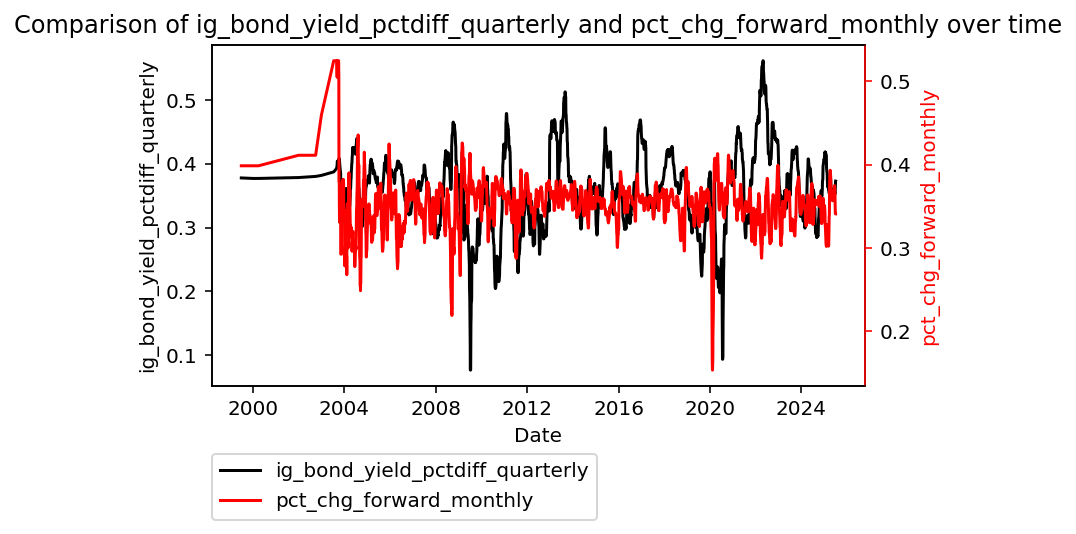 Comparison of ig_bond_yield_pctdiff_quarterly and pct_chg_forward_monthly over time
ig_bond_yield_pctdiff_quarterly
0.5
0.4
0.3
0.2
0.1
0.5
0.4
0.3
0.2
pct_chg_forward_monthly
2000 2004 2008 2012 2016 2020 2024
Date
ig_bond_yield_pctdiff_quarterly
pct_chg_forward_monthly